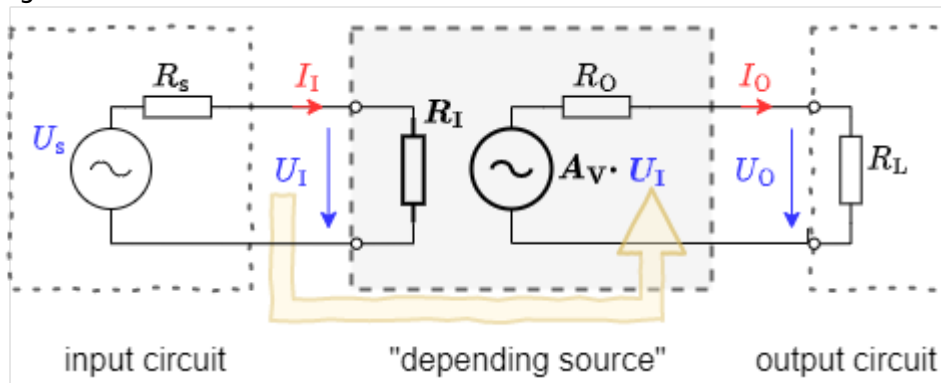 R_s
I_I
R_O
I_O
U_s
U_I
R_I
A_V· U_I
U_O
R_L
input circuit
"depending source"
output circuit